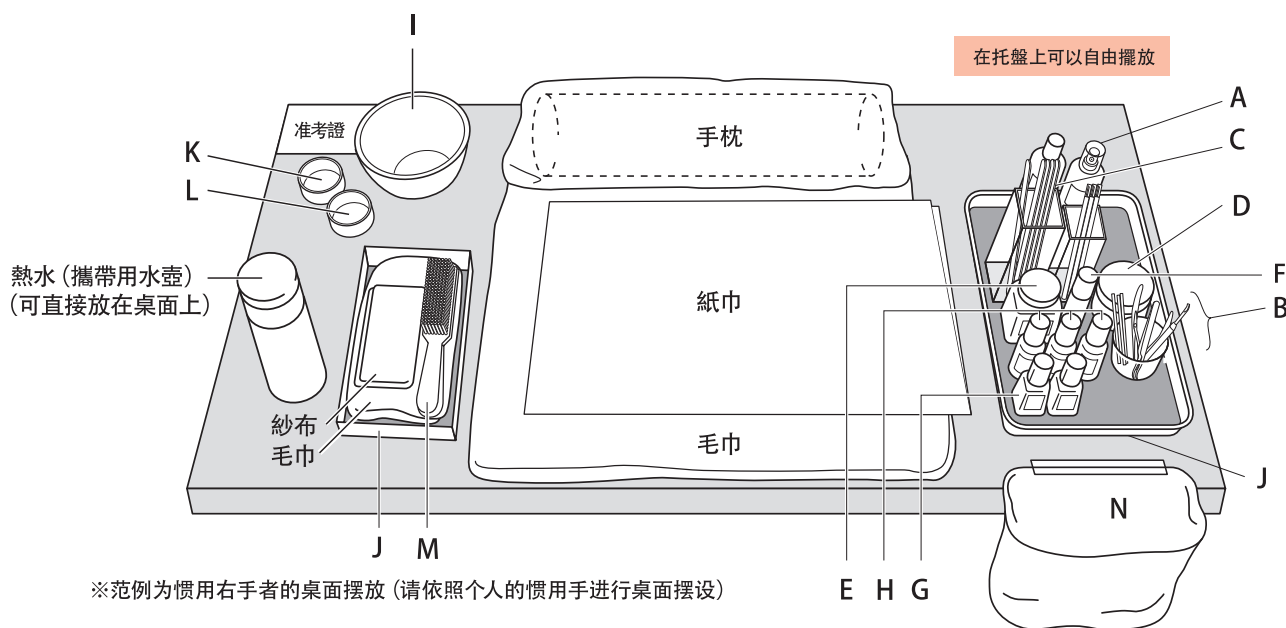 I
在托盤上可以自由擺放
准考證
手枕
A
C
K
L
D
熱水（攜帶用水壺）
（可直接放在桌面上）
紙巾
F
B
紗布
毛巾
毛巾
J
N
J
M
E
H
G
※范例为惯用右手者的桌面摆放（请依照个人的惯用手进行桌面摆设）